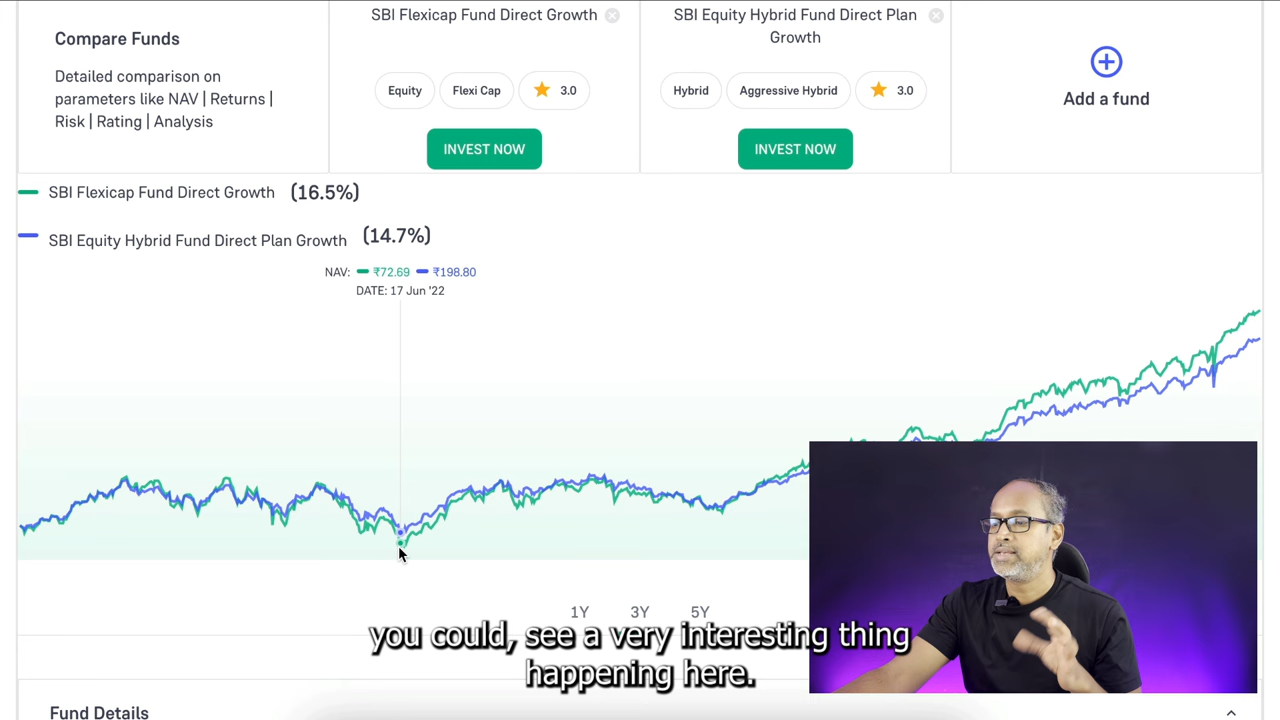 Compare Funds
Detailed comparison on
parameters like NAV | Returns |
Risk | Rating | Analysis
SBI Flexicap Fund Direct Growth
Equity
Flexi Cap
3.0
INVEST NOW
SBI Equity Hybrid Fund Direct Plan
Growth
Hybrid
Aggressive Hybrid
3.0
INVEST NOW
Add a fund
SBI Flexicap Fund Direct Growth (16.5%)
SBI Equity Hybrid Fund Direct Plan Growth (14.7%)
NAV: ₹72.69 ₹198.80
DATE: 17 Jun '22
1Y 3Y 5Y
you could, see a very interesting thing
happening here.
Fund Details